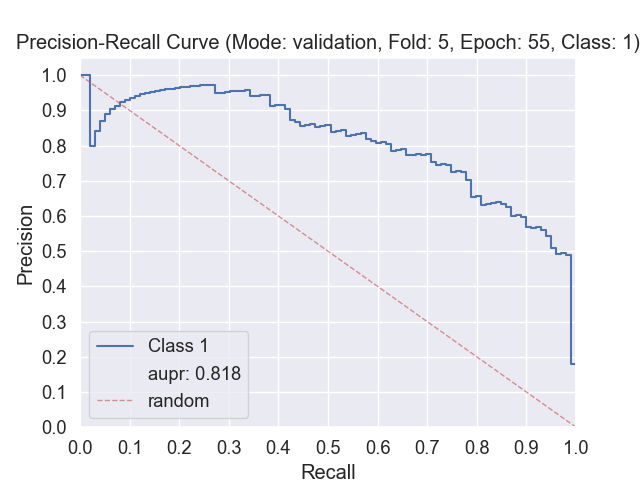 Precision-Recall Curve (Mode: validation, Fold: 5, Epoch: 55, Class: 1)
1.0
0.9
0.8
0.7
0.6
0.5
0.4
0.3
0.2
0.1
0.0
Precision
Class 1
aupr: 0.818
random
0.0 0.1 0.2 0.3 0.4 0.5 0.6 0.7 0.8 0.9 1.0
Recall